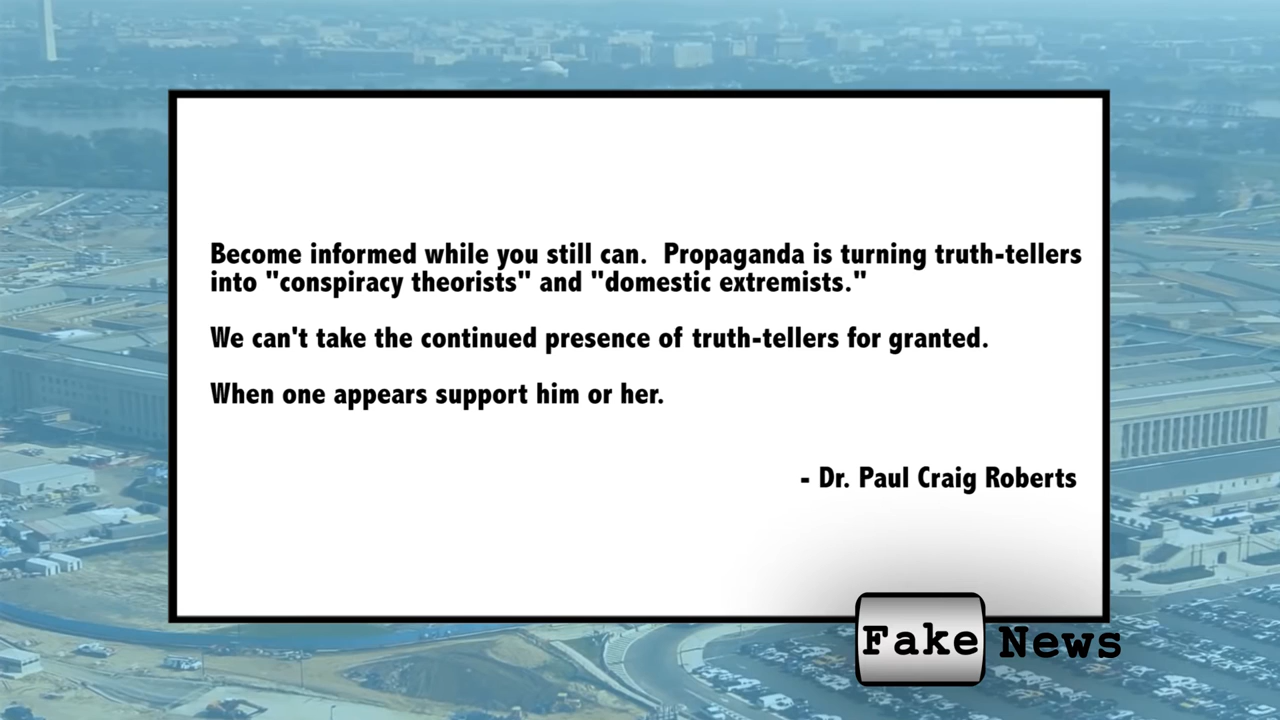 Become informed while you still can.  Propaganda is turning truth-tellers
into "conspiracy theorists" and "domestic extremists."
We can't take the continued presence of truth-tellers for granted.
When one appears support him or her.
- Dr. Paul Craig Roberts
Fake News